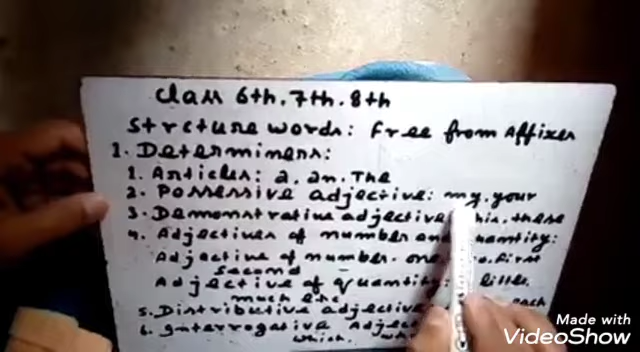 Class 6th. 7th. 8th
Strcture words: Free from Affixes
1. Determiners:
1. Articles: a. an. The
2. Possessive adjective: my. your
3. Demonstrative adjective this. these
4. Adjectives of number and quantity:
Adjective of number. one first
second
Adjective of quantity: little
much etc
5. Distributive adjective each
6. Interrogative Adjec
which.
Made with
VideoShow